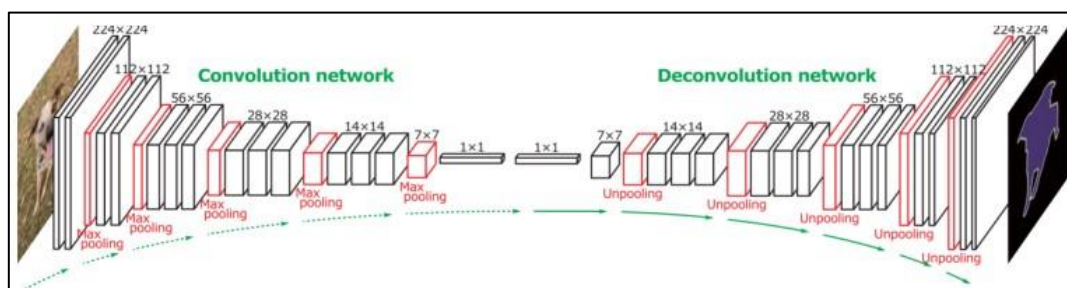 224×224
112×112
56×56
28×28
14×14
7×7
1×1
Convolution network
Max
pooling
Max
pooling
Max
pooling
Max
pooling
Max
pooling
1×1
7×7
14×14
28×28
56×56
112×112
224×224
Deconvolution network
Unpooling
Unpooling
Unpooling
Unpooling
Unpooling